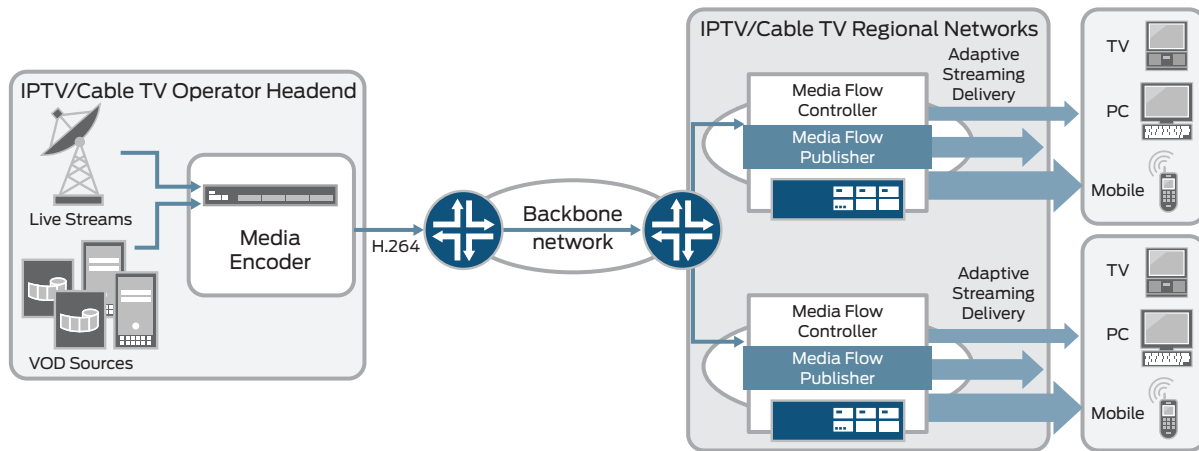 IPTV/Cable TV Operator Headend
Live Streams
VOD Sources
Media
Encoder
H.264
Backbone
network
IPTV/Cable TV Regional Networks
Media Flow
Controller
Media Flow
Publisher
Adaptive
Streaming
Delivery
TV
PC
Mobile
Media Flow
Controller
Media Flow
Publisher
Adaptive
Streaming
Delivery
TV
PC
Mobile